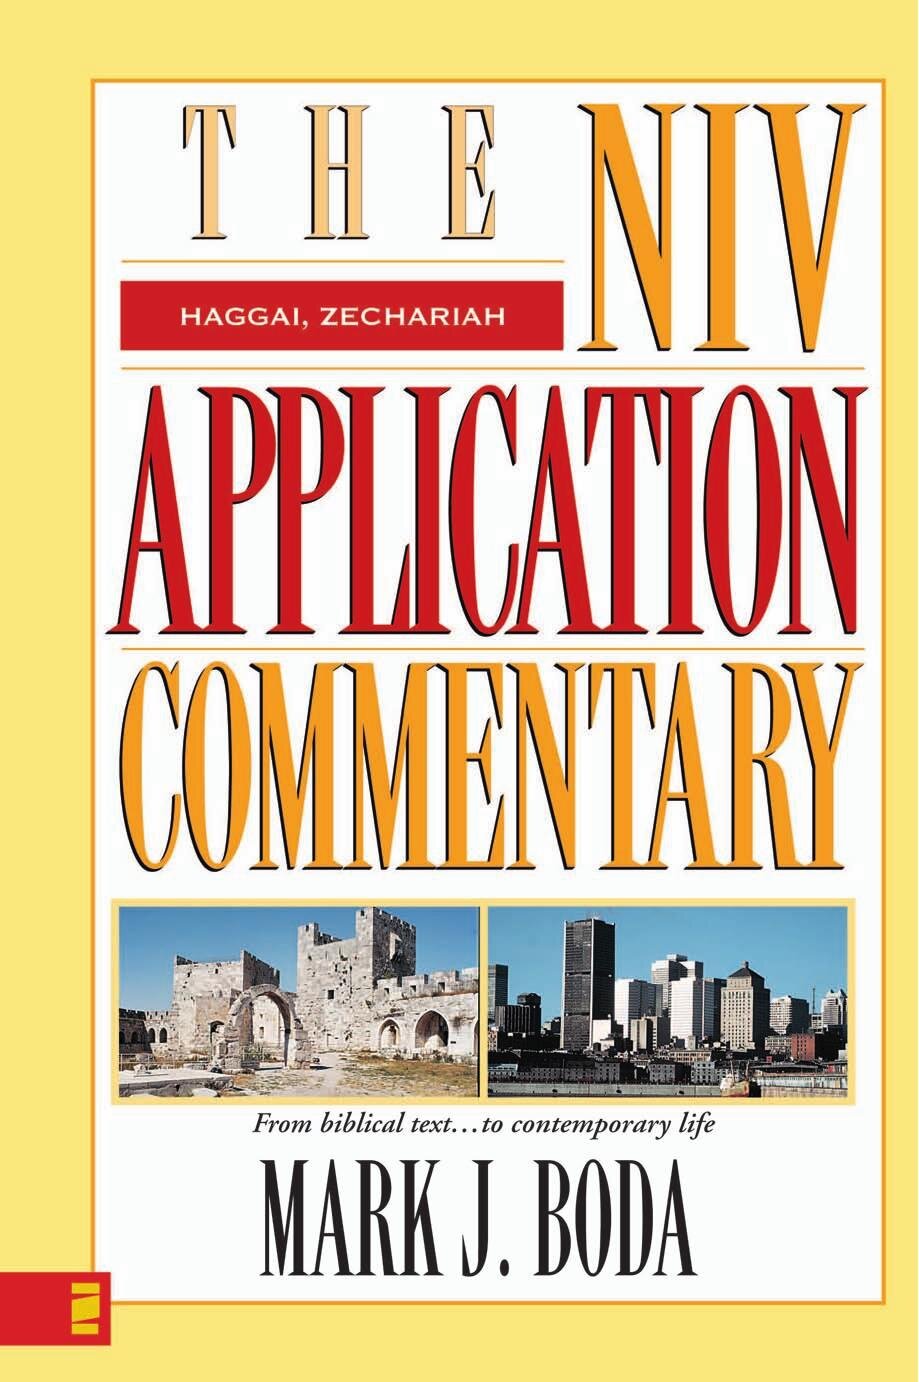 THE NIV
HAGGAI, ZECHARIAH
APPLICATION
COMMENTARY
From biblical text...to contemporary life
MARK J. BODA